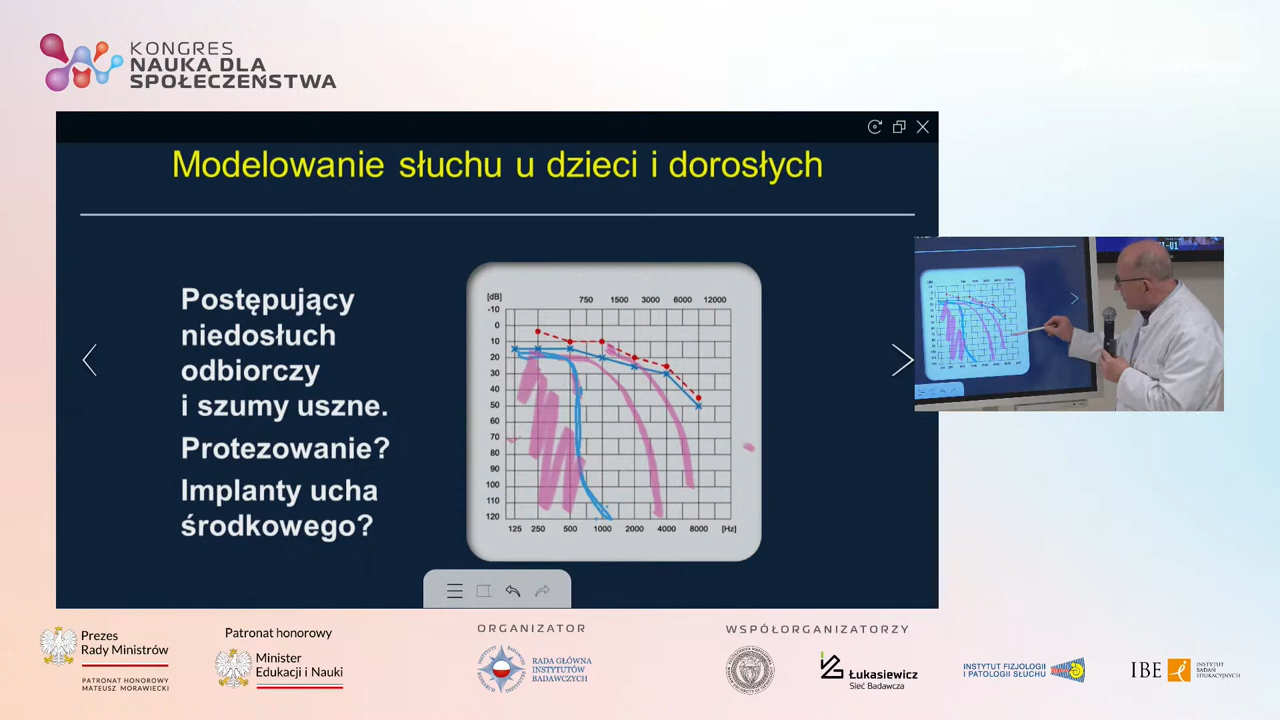 KONGRES
NAUKA DLA
SPOŁECZEŃSTWA
Modelowanie słuchu u dzieci i dorosłych
Postępujący
niedosłuch
odbiorczy
i szumy uszne.
Protezowanie?
Implanty ucha
środkowego?
[dB] 750 1500 3000 6000 12000
-10
0
10
20
30
40
50
60
70
80
90
100
110
120
125 250 500 1000 2000 4000 8000 [Hz]
Prezes
Rady Ministrów
PATRONAT HONOROWY
MATEUSZ MORAWIECKI
Patronat honorowy
Minister
Edukacji i Nauki
ORGANIZATOR
RADA GŁÓWNA
INSTYTUTÓW
BADAWCZYCH
WSPÓŁORGANIZATORZY
Łukasiewicz
Sieć Badawcza
INSTYTUT FIZJOLOGII
I PATOLOGII SŁUCHU
IBE
INSTYTUT
BADAŃ
EDUKACYJNYCH